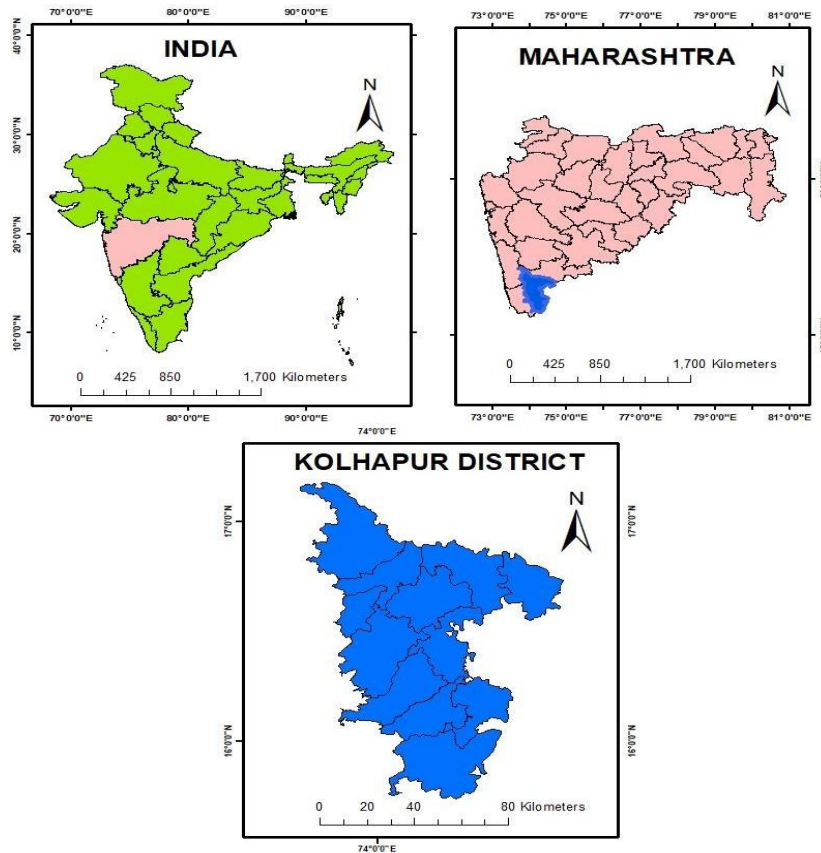 70°0'0"E 80°0'0"E 90°0'0"E
INDIA
N
40°0'0"N
30°0'0"N
20°0'0"N
10°0'0"N
0 425 850 1,700 Kilometers
70°0'0"E 80°0'0"E 90°0'0"E
73°0'0"E 75°0'0"E 77°0'0"E 79°0'0"E 81°0'0"E
MAHARASHTRA
N
0 425 850 1,700 Kilometers
73°0'0"E 75°0'0"E 77°0'0"E 79°0'0"E 81°0'0"E
74°0'0"E
KOLHAPUR DISTRICT
N
17°0'0"N 17°0'0"N
16°0'0"N 16°0'0"N
0 20 40 80 Kilometers
74°0'0"E